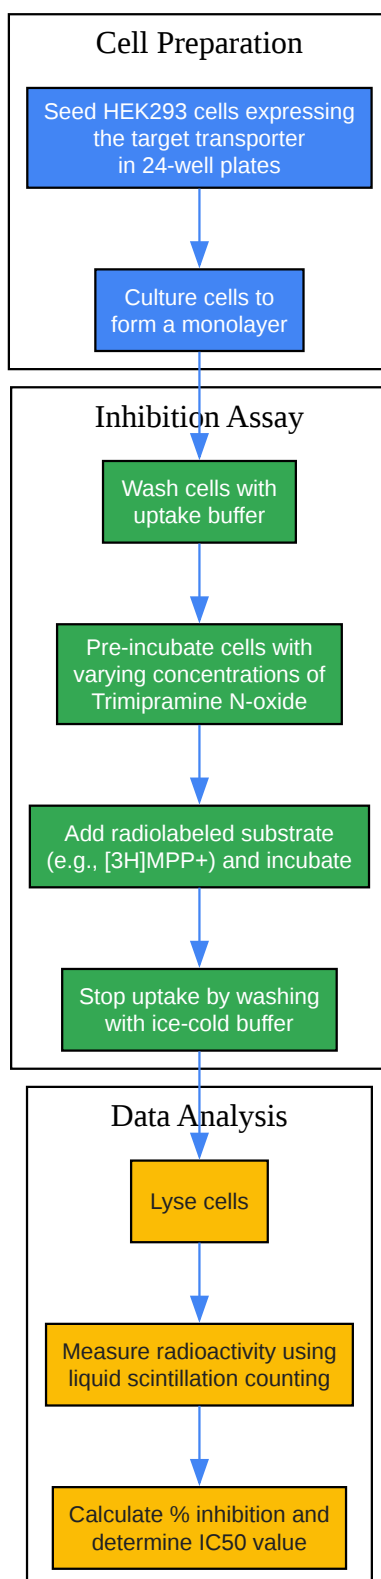 Cell Preparation
Seed HEK293 cells expressing
the target transporter
in 24-well plates
Culture cells to
form a monolayer
Inhibition Assay
Wash cells with
uptake buffer
Pre-incubate cells with
varying concentrations of
Trimipramine N-oxide
Add radiolabeled substrate
(e.g., [3H]MPP+) and incubate
Stop uptake by washing
with ice-cold buffer
Data Analysis
Lyse cells
Measure radioactivity using
liquid scintillation counting
Calculate % inhibition and
determine IC50 value